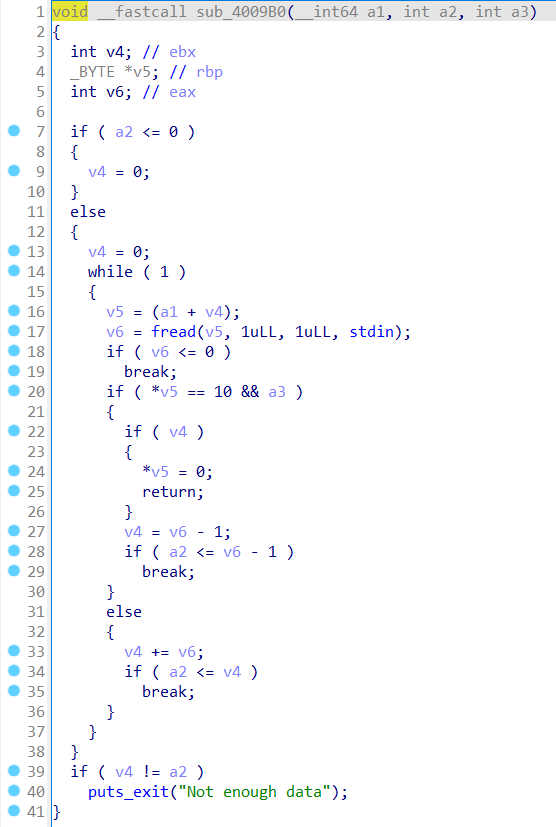 1 void __fastcall sub_4009B0(__int64 a1, int a2, int a3)
2 {
3 int v4; // ebx
4 _BYTE *v5; // rbp
5 int v6; // eax
6
7 if ( a2 <= 0 )
8 {
9 v4 = 0;
10 }
11 else
12 {
13 v4 = 0;
14 while ( 1 )
15 {
16 v5 = (a1 + v4);
17 v6 = fread(v5, 1uLL, 1uLL, stdin);
18 if ( v6 <= 0 )
19 break;
20 if ( *v5 == 10 && a3 )
21 {
22 if ( v4 )
23 {
24 *v5 = 0;
25 return;
26 }
27 v4 = v6 - 1;
28 if ( a2 <= v6 - 1 )
29 break;
30 }
31 else
32 {
33 v4 += v6;
34 if ( a2 <= v4 )
35 break;
36 }
37 }
38 }
39 if ( v4 != a2 )
40 puts_exit("Not enough data");
41 }